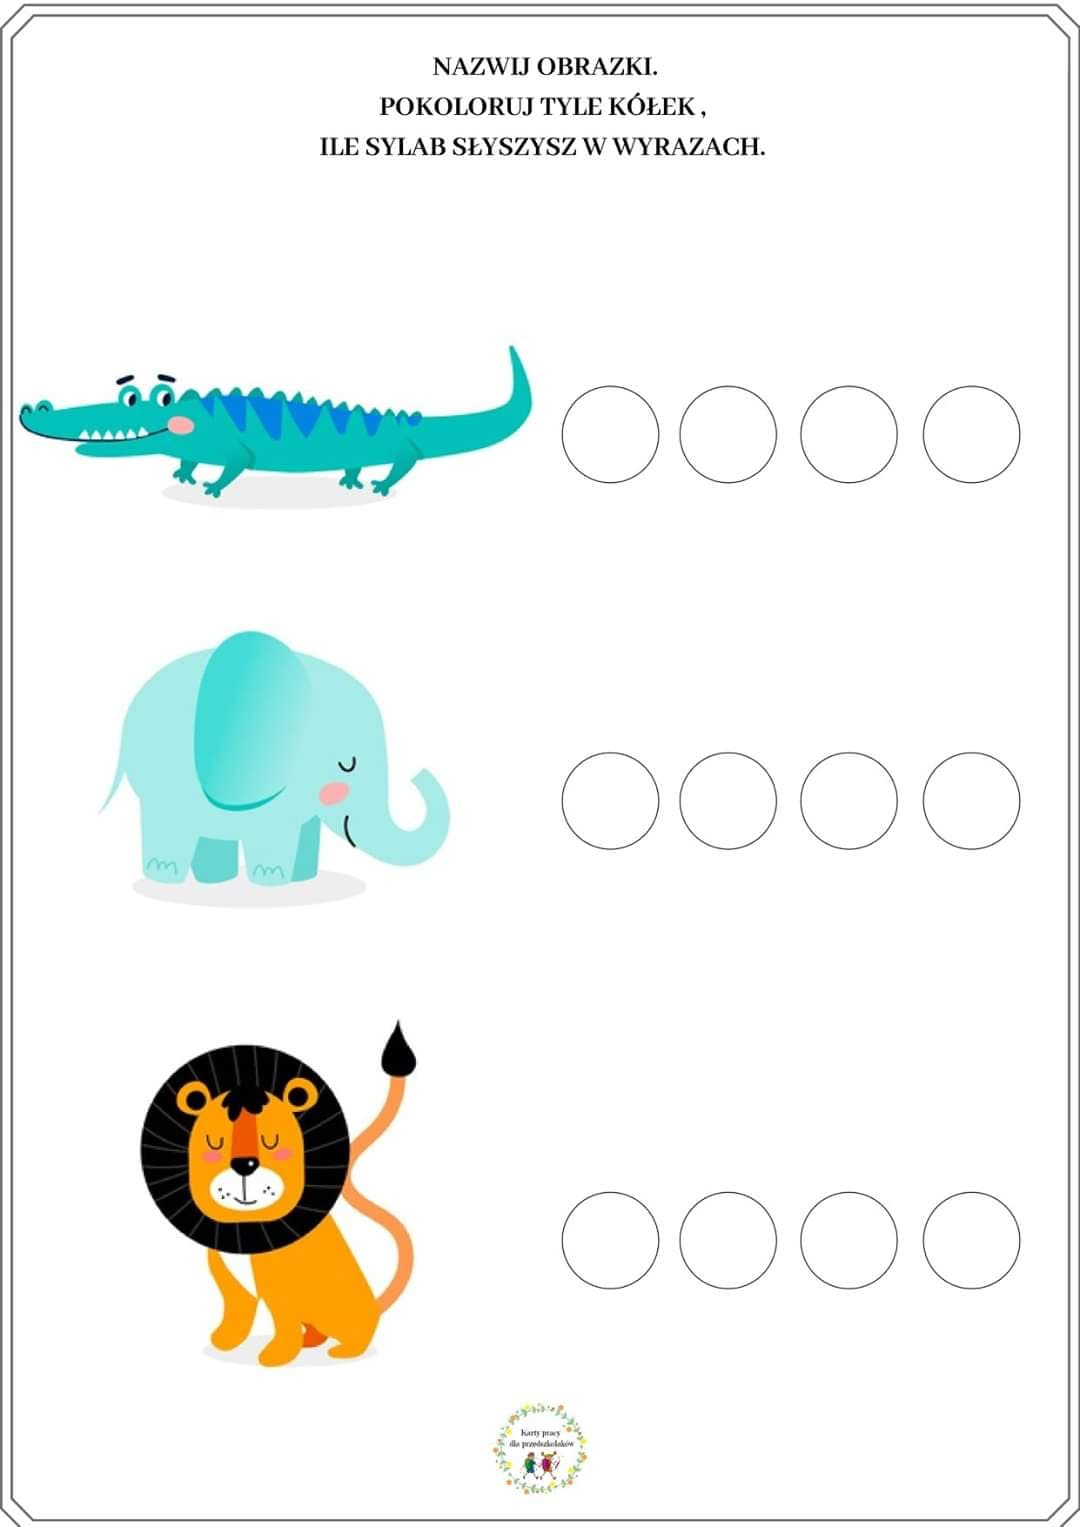 NAZWIJ OBRAZKI.
POKOLORUJ TYLE KÓŁEK ,
ILE SYLAB SŁYSZYSZ W WYRAZACH.
Karty pracy
dla przedszkolaków